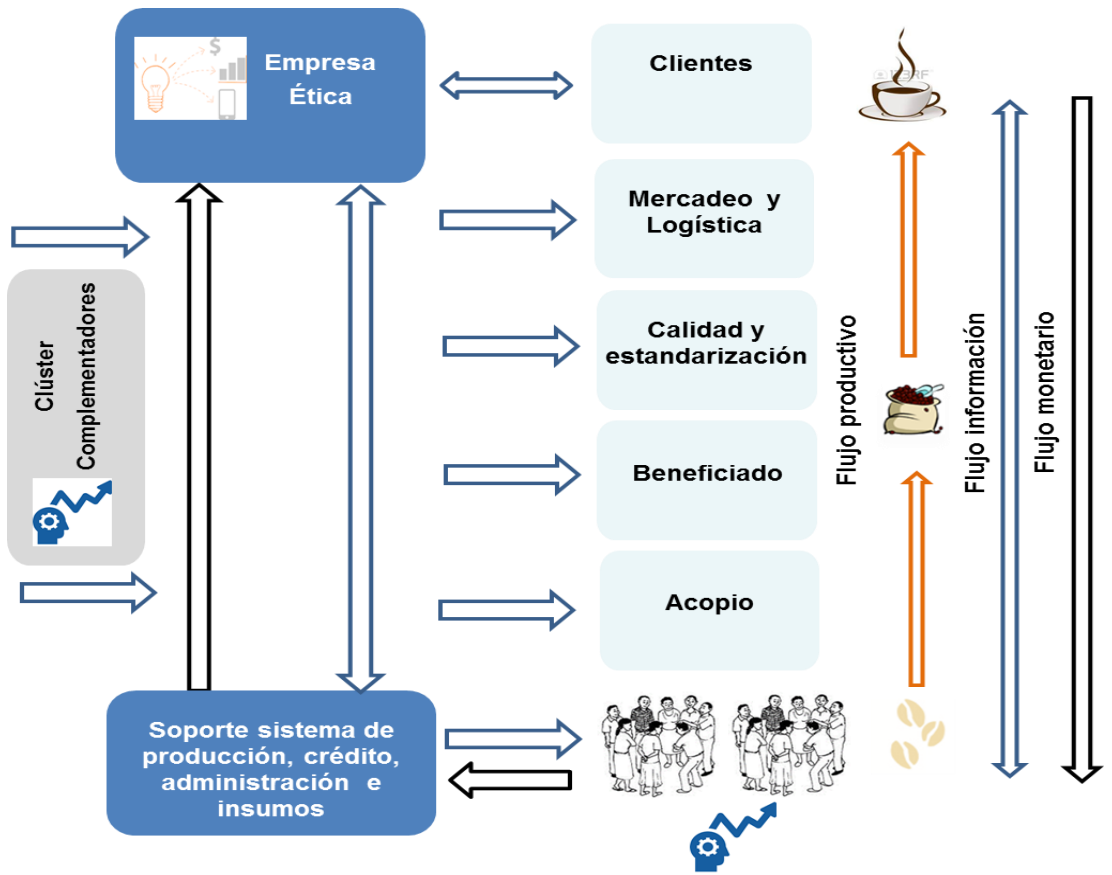 Empresa
Ética
Clientes
Mercadeo y
Logística
Calidad y
estandarización
Beneficiado
Acopio
Clúster
Complementadores
Soporte sistema de
producción, crédito,
administración e
insumos
Flujo productivo
Flujo información
Flujo monetario
$